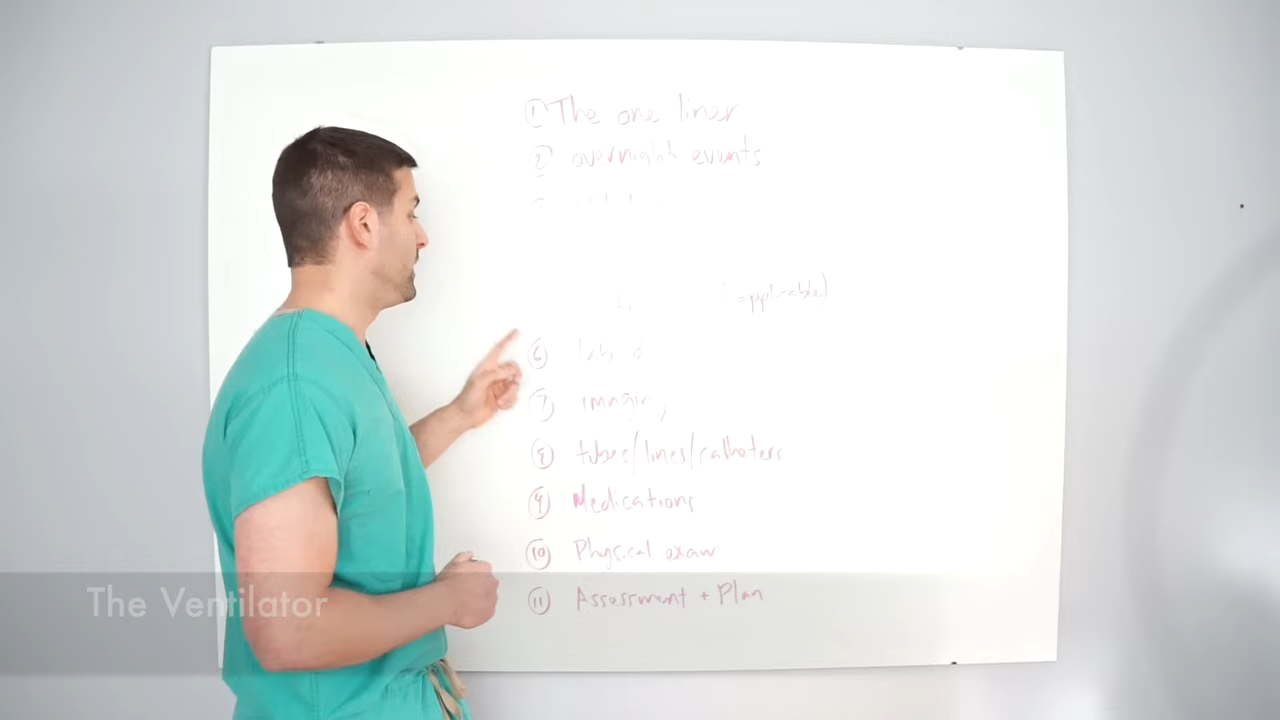 ① The one liner
② overnight events
applicable)
⑥ labs
⑦ imaging
⑧ tubes/lines/catheters
⑨ Medications
⑩ Physical exam
⑪ Assessment + Plan
The Ventilator